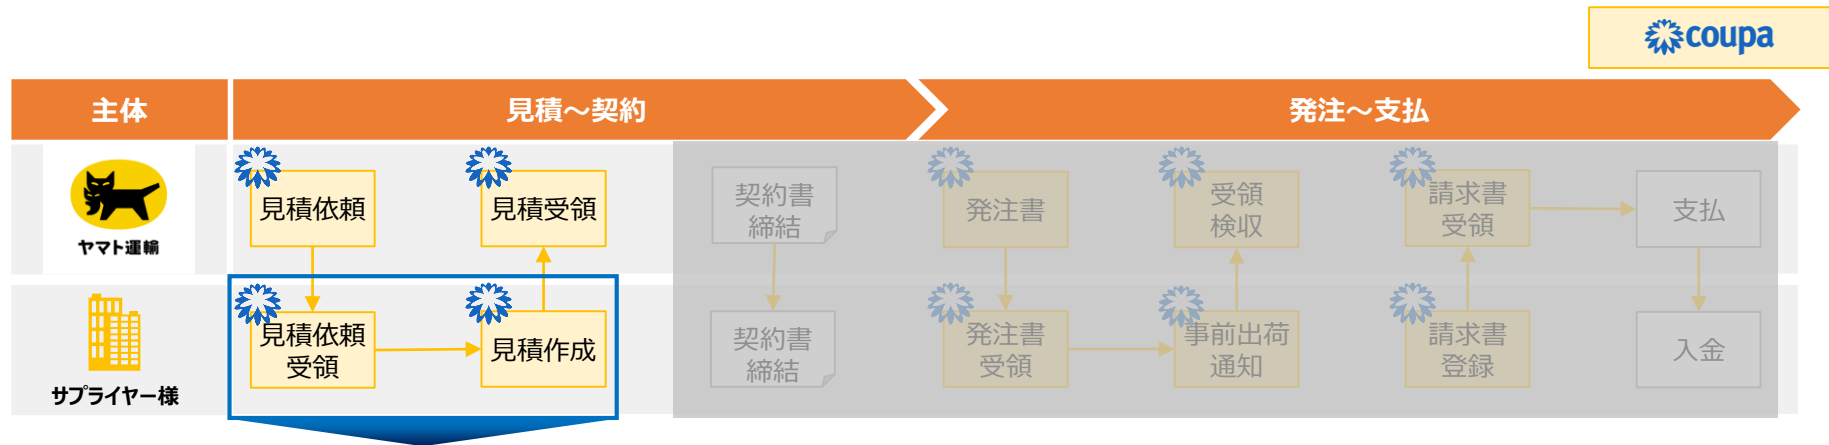 coupa
主体
見積～契約
発注～支払
ヤマト運輸
見積依頼
見積受領
契約書
締結
発注書
受領
検収
請求書
受領
支払
サプライヤー様
見積依頼
受領
見積作成
契約書
締結
発注書
受領
事前出荷
通知
請求書
登録
入金